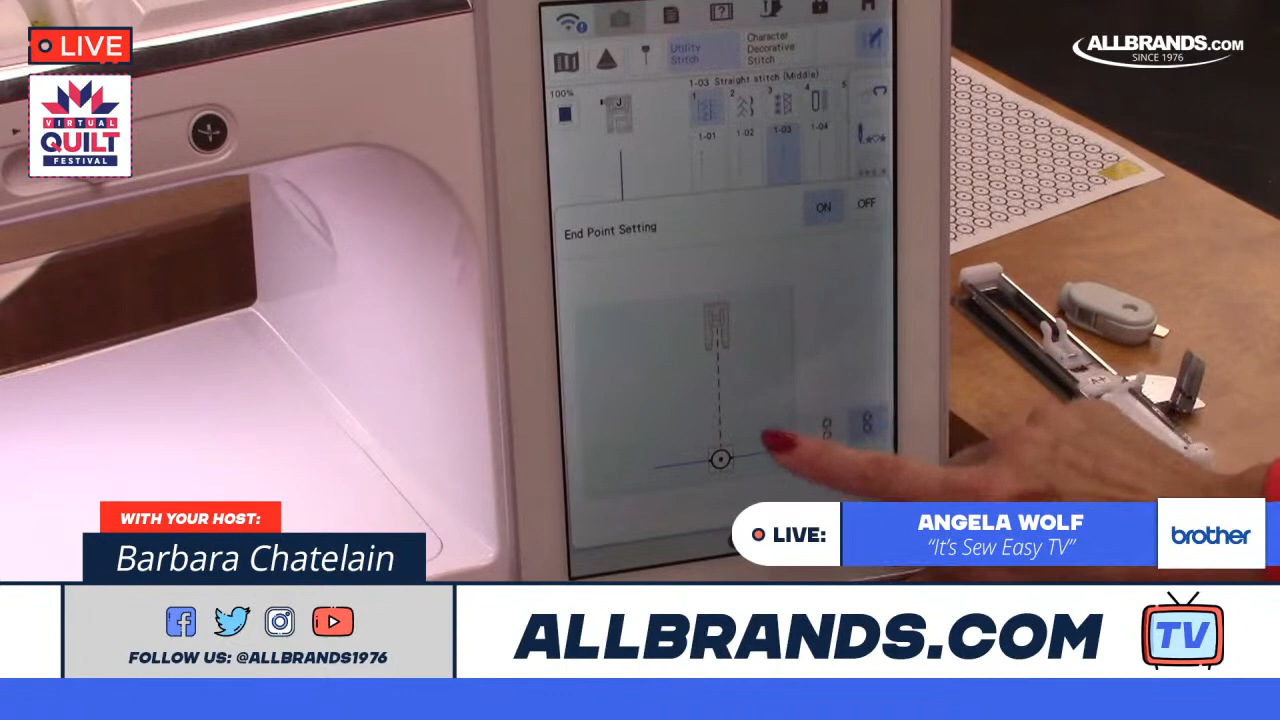 LIVE
VIRTUAL
QUILT
FESTIVAL
ALLBRANDS.COM
SINCE 1976
Utility
Stitch
Character
Decorative
Stitch
1-03 Straight stitch (Middle)
100%
J
1
2
3
4
5
1-01
1-02
1-03
1-04
ON
OFF
End Point Setting
A+
WITH YOUR HOST:
Barbara Chatelain
LIVE:
ANGELA WOLF
“It’s Sew Easy TV”
brother
FOLLOW US: @ALLBRANDS1976
ALLBRANDS.COM
TV